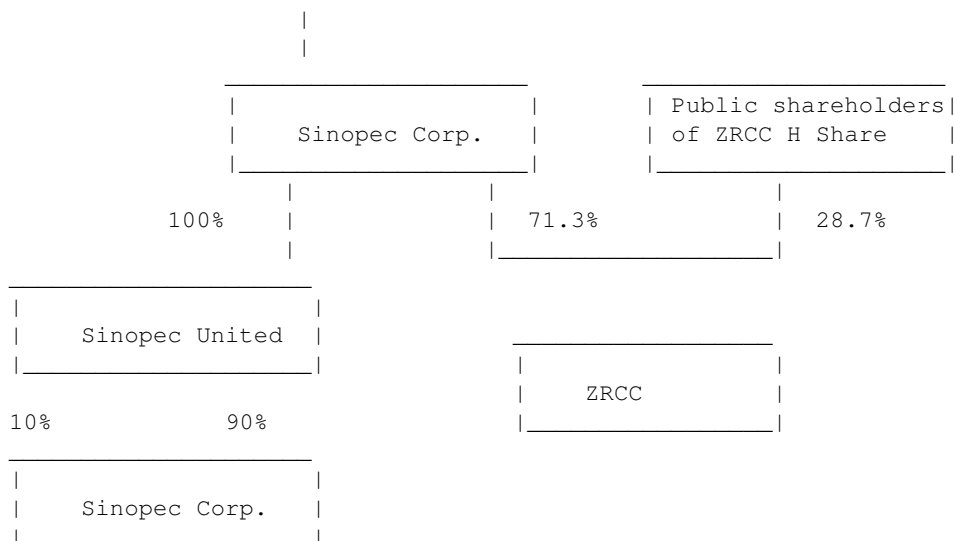 Sinopec Corp.
Public shareholders
of ZRCC H Share
100%
71.3%
28.7%
Sinopec United
ZRCC
10%
90%
Sinopec Corp.